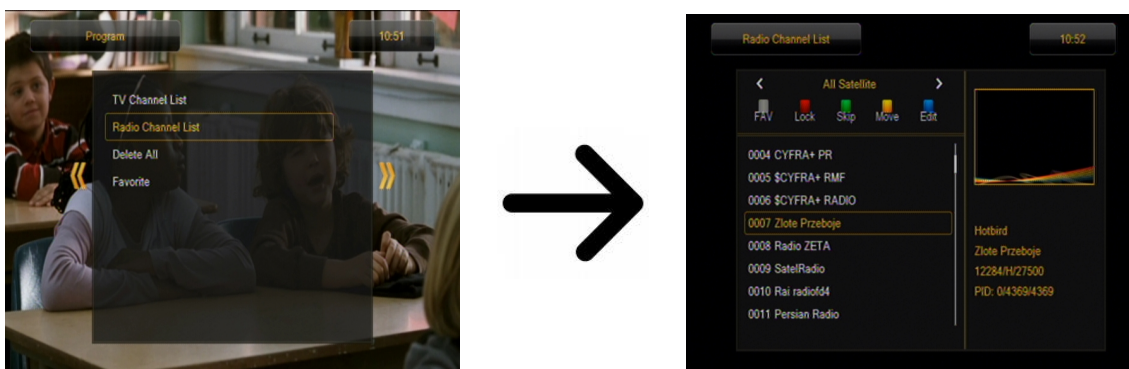 Program
10:51
TV Channel List
Radio Channel List
Delete All
Favorite
Radio Channel List
10:52
< All Satellite >
FAV Lock Skip Move Edit
0004 CYFRA+ PR
0005 $CYFRA+ RMF
0006 $CYFRA+ RADIO
0007 Zlote Przeboje
0008 Radio ZETA
0009 SatelRadio
0010 Rai radiofd4
0011 Persian Radio
Hotbird
Zlote Przeboje
12284/H/27500
PID: 0/4369/4369